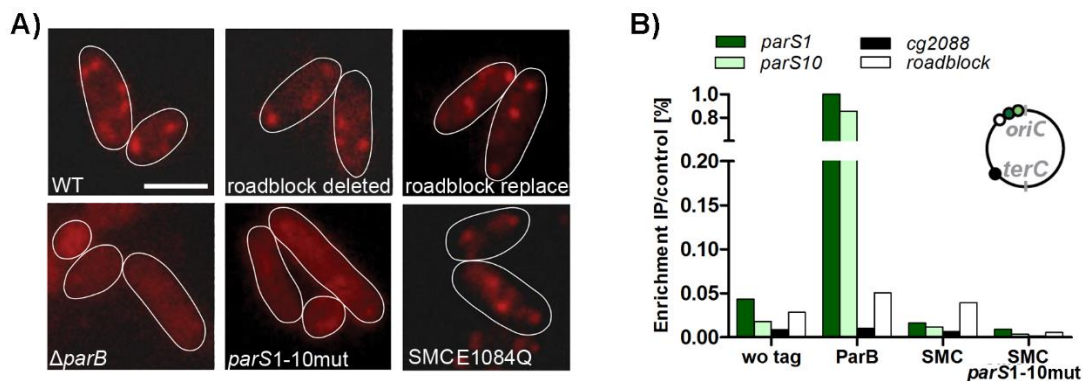 A)
WT
roadblock deleted
roadblock replace
ΔparB
parS1-10mut
SMCE1084Q
B)
parS1
cg2088
parS10
roadblock
Enrichment IP/control [%]
1.0
0.8
0.20
0.15
0.10
0.05
0.00
oriC
terC
wo tag
ParB
SMC
SMC
parS1-10mut